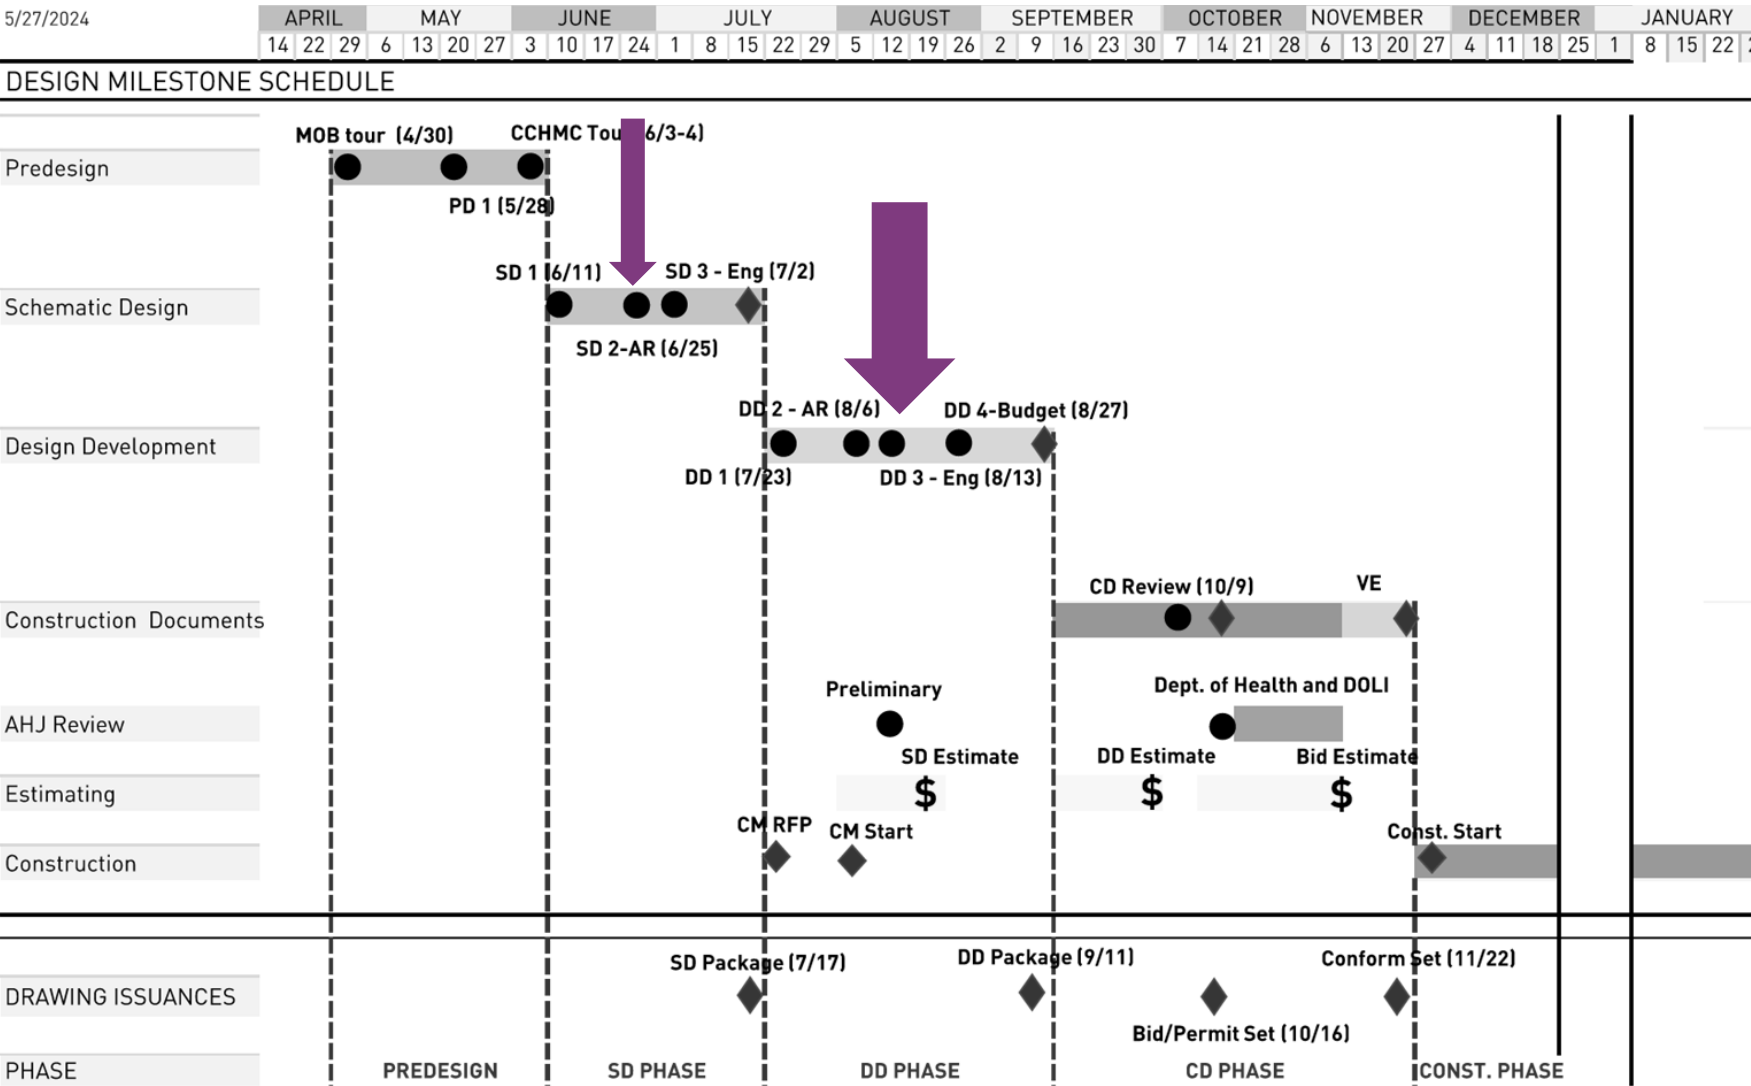 5/27/2024
APRIL MAY JUNE JULY AUGUST SEPTEMBER OCTOBER NOVEMBER DECEMBER JANUARY
14 22 29 6 13 20 27 3 10 17 24 1 8 15 22 29 5 12 19 26 2 9 16 23 30 7 14 21 28 6 13 20 27 4 11 18 25 1 8 15 22
DESIGN MILESTONE SCHEDULE
MOB tour (4/30) CCHMC Tou 6/3-4)
Predesign
PD 1 (5/28)
SD 1 (6/11) SD 3 - Eng (7/2)
Schematic Design
SD 2-AR (6/25)
DD 2 - AR (8/6) DD 4-Budget (8/27)
Design Development
DD 1 (7/23) DD 3 - Eng (8/13)
CD Review (10/9) VE
Construction Documents
Preliminary Dept. of Health and DOLI
AHJ Review
SD Estimate DD Estimate Bid Estimate
Estimating $ $ $
CM RFP CM Start Const. Start
Construction
SD Package (7/17) DD Package (9/11) Conform Set (11/22)
DRAWING ISSUANCES
Bid/Permit Set (10/16)
PHASE PREDESIGN SD PHASE DD PHASE CD PHASE CONST. PHASE